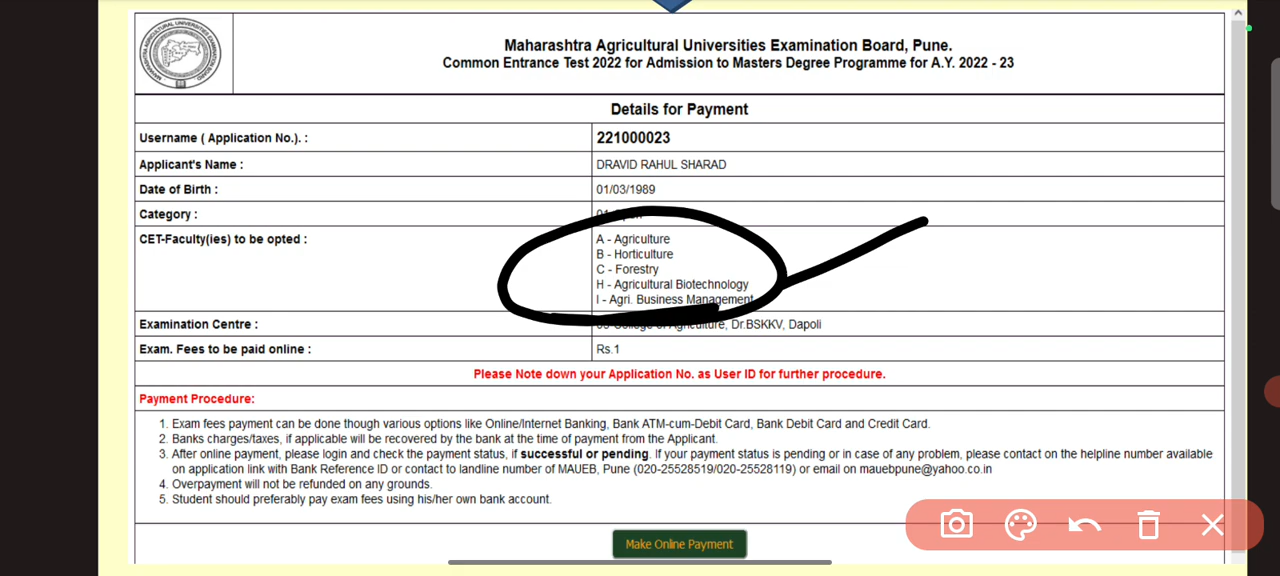 Maharashtra Agricultural Universities Examination Board, Pune.
Common Entrance Test 2022 for Admission to Masters Degree Programme for A.Y. 2022 - 23
Details for Payment
Username ( Application No.). : 221000023
Applicant's Name : DRAVID RAHUL SHARAD
Date of Birth : 01/03/1989
Category :
CET-Faculty(ies) to be opted : A - Agriculture
B - Horticulture
C - Forestry
H - Agricultural Biotechnology
I - Agri. Business Management
Examination Centre : College of Agriculture, Dr.BSKKV, Dapoli
Exam. Fees to be paid online : Rs.1
Please Note down your Application No. as User ID for further procedure.
Payment Procedure:
1. Exam fees payment can be done though various options like Online/Internet Banking, Bank ATM-cum-Debit Card, Bank Debit Card and Credit Card.
2. Banks charges/taxes, if applicable will be recovered by the bank at the time of payment from the Applicant.
3. After online payment, please login and check the payment status, if successful or pending. If your payment status is pending or in case of any problem, please contact on the helpline number available
on application link with Bank Reference ID or contact to landline number of MAUEB, Pune (020-25528519/020-25528119) or email on mauebpune@yahoo.co.in
4. Overpayment will not be refunded on any grounds.
5. Student should preferably pay exam fees using his/her own bank account.
Make Online Payment